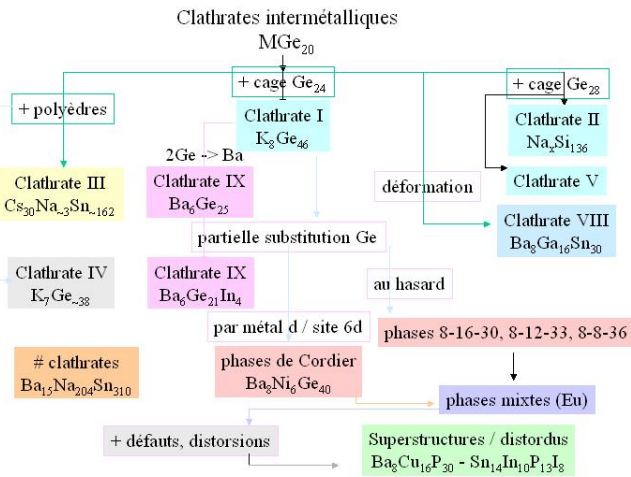 Clathrates intermétalliques
MGe₂₀
+ cage Ge₂₄
+ cage Ge₂₈
+ polyèdres
Clathrate I
K₈Ge₄₆
Clathrate II
NaₓSi₁₃₆
2Ge -> Ba
Clathrate III
Cs₃₀Na~₃Sn~₁₆₂
Clathrate IX
Ba₆Ge₂₅
déformation
Clathrate V
Clathrate VIII
Ba₈Ga₁₆Sn₃₀
partielle substitution Ge
Clathrate IV
K₇Ge~₃₈
Clathrate IX
Ba₆Ge₂₁In₄
au hasard
par métal d / site 6d
phases 8-16-30, 8-12-33, 8-8-36
# clathrates
Ba₁₅Na₂₀₄Sn₃₁₀
phases de Cordier
Ba₈Ni₆Ge₄₀
phases mixtes (Eu)
+ défauts, distorsions
Superstructures / distordus
Ba₈Cu₁₆P₃₀ - Sn₁₄In₁₀P₁₃I₈